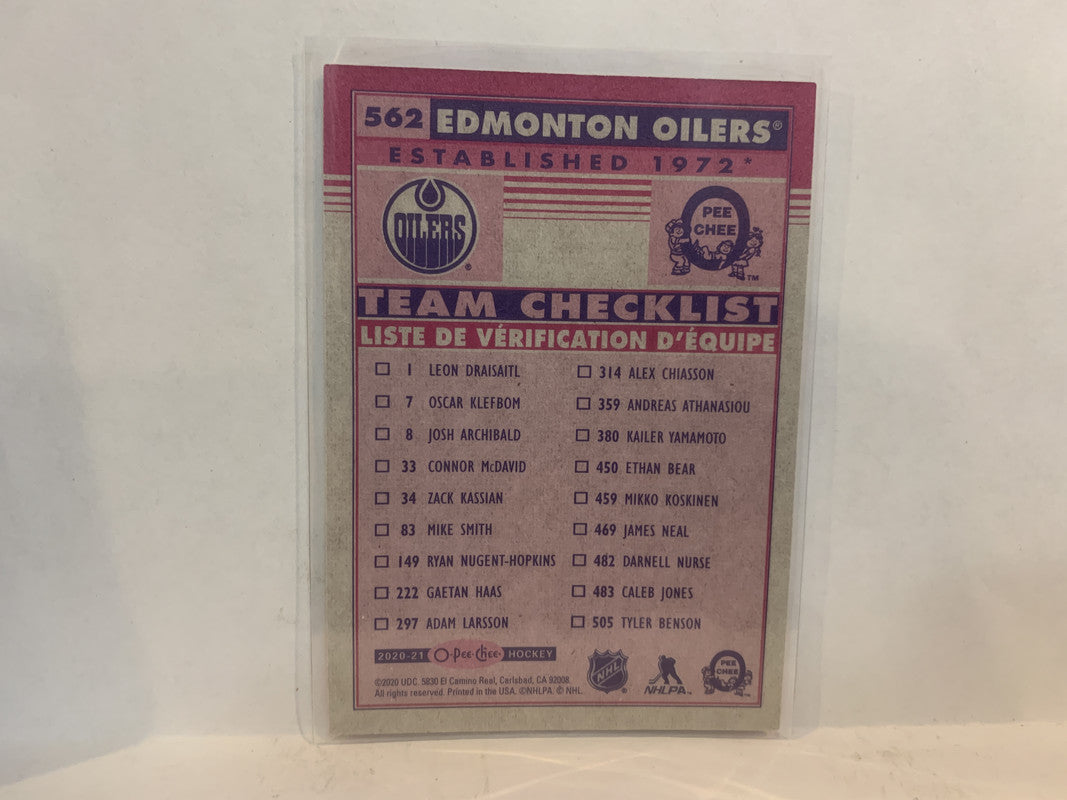 562 EDMONTON OILERS®
ESTABLISHED 1972*
OILERS ®
O PEE CHEE ™
TEAM CHECKLIST
LISTE DE VÉRIFICATION D'ÉQUIPE
1 LEON DRAISAITL
7 OSCAR KLEFBOM
8 JOSH ARCHIBALD
33 CONNOR McDAVID
34 ZACK KASSIAN
83 MIKE SMITH
149 RYAN NUGENT-HOPKINS
222 GAETAN HAAS
297 ADAM LARSSON
314 ALEX CHIASSON
359 ANDREAS ATHANASIOU
380 KAILER YAMAMOTO
450 ETHAN BEAR
459 MIKKO KOSKINEN
469 JAMES NEAL
482 DARNELL NURSE
483 CALEB JONES
505 TYLER BENSON
2020-21 O-Pee-Chee HOCKEY
©2020 UDC. 5830 El Camino Real, Carlsbad, CA 92008.
All rights reserved. Printed in the USA. ©NHLPA. © NHL.
NHL ®
NHLPA™
O PEE CHEE ™